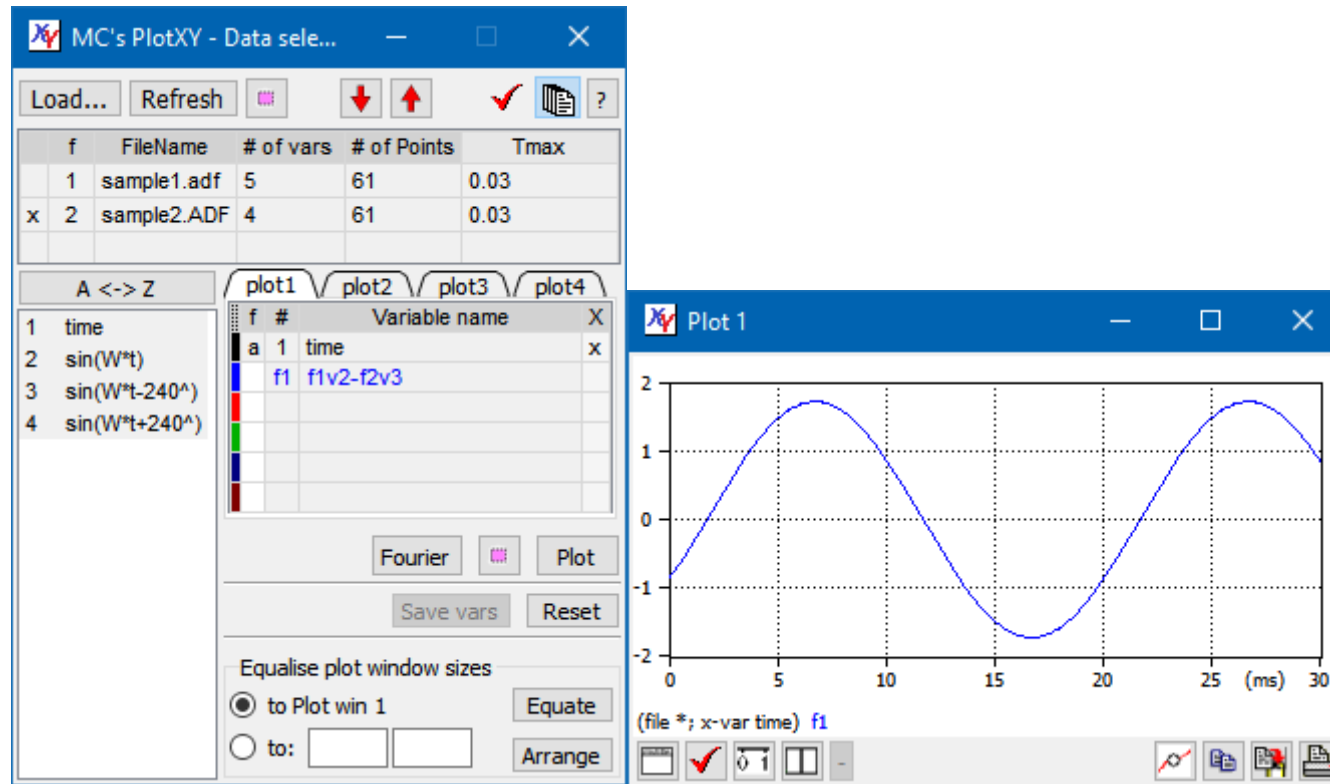 MC's PlotXY - Data sele...
Load... Refresh ?
f FileName # of vars # of Points Tmax
1 sample1.adf 5 61 0.03
x 2 sample2.ADF 4 61 0.03
A <-> Z
1 time
2 sin(W*t)
3 sin(W*t-240^)
4 sin(W*t+240^)
plot1 plot2 plot3 plot4
f # Variable name X
a 1 time x
f1 f1v2-f2v3
Fourier Plot
Save vars Reset
Equalise plot window sizes
to Plot win 1 Equate
to: Arrange
XY Plot 1
2
1
0
-1
-2
0 5 10 15 20 25 (ms) 30
(file *; x-var time) f1
0 1 -